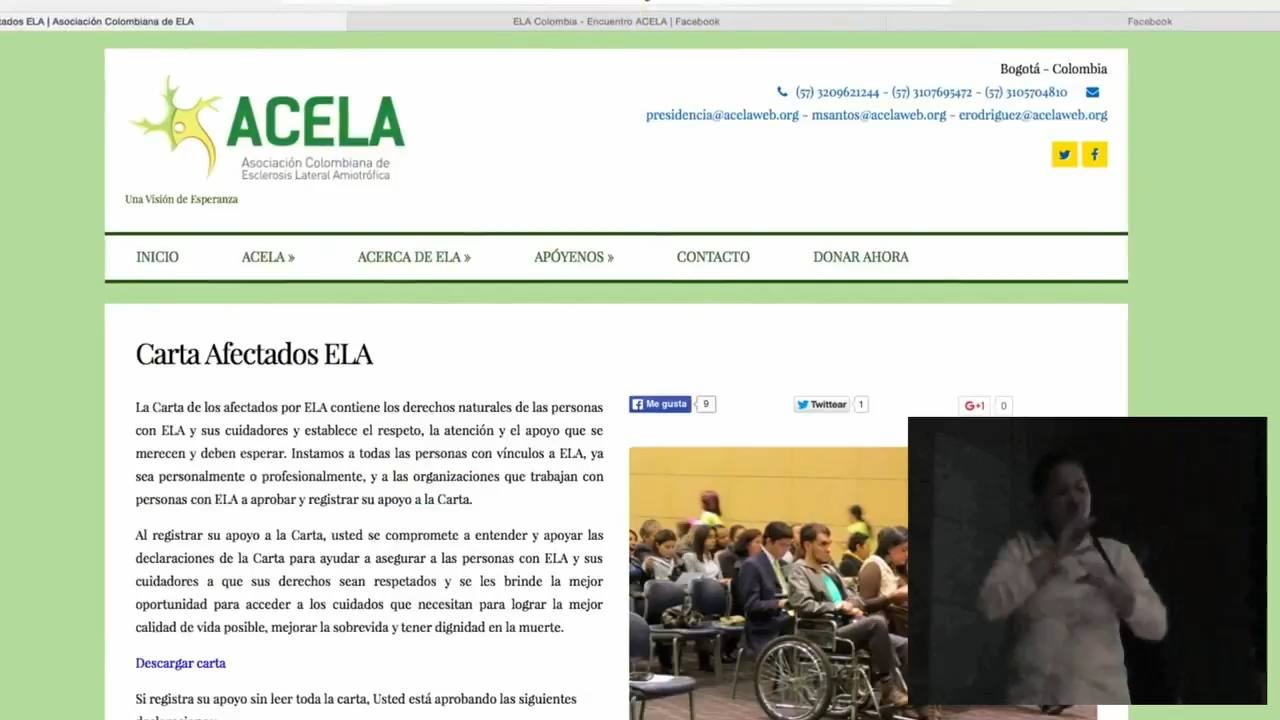 tados ELA | Asociación Colombiana de ELA
ELA Colombia - Encuentro ACELA | Facebook
Facebook
Bogotá - Colombia
(57) 3209621244 - (57) 3107695472 - (57) 3105704810
presidencia@acelaweb.org - msantos@acelaweb.org - erodriguez@acelaweb.org
ACELA
Asociación Colombiana de
Esclerosis Lateral Amiotrófica
Una Visión de Esperanza
INICIO
ACELA »
ACERCA DE ELA »
APÓYENOS »
CONTACTO
DONAR AHORA
Carta Afectados ELA
La Carta de los afectados por ELA contiene los derechos naturales de las personas
con ELA y sus cuidadores y establece el respeto, la atención y el apoyo que se
merecen y deben esperar. Instamos a todas las personas con vínculos a ELA, ya
sea personalmente o profesionalmente, y a las organizaciones que trabajan con
personas con ELA a aprobar y registrar su apoyo a la Carta.
Al registrar su apoyo a la Carta, usted se compromete a entender y apoyar las
declaraciones de la Carta para ayudar a asegurar a las personas con ELA y sus
cuidadores a que sus derechos sean respetados y se les brinde la mejor
oportunidad para acceder a los cuidados que necesitan para lograr la mejor
calidad de vida posible, mejorar la sobrevida y tener dignidad en la muerte.
Descargar carta
Si registra su apoyo sin leer toda la carta, Usted está aprobando las siguientes
Me gusta 9
Twittear 1
G+1 0